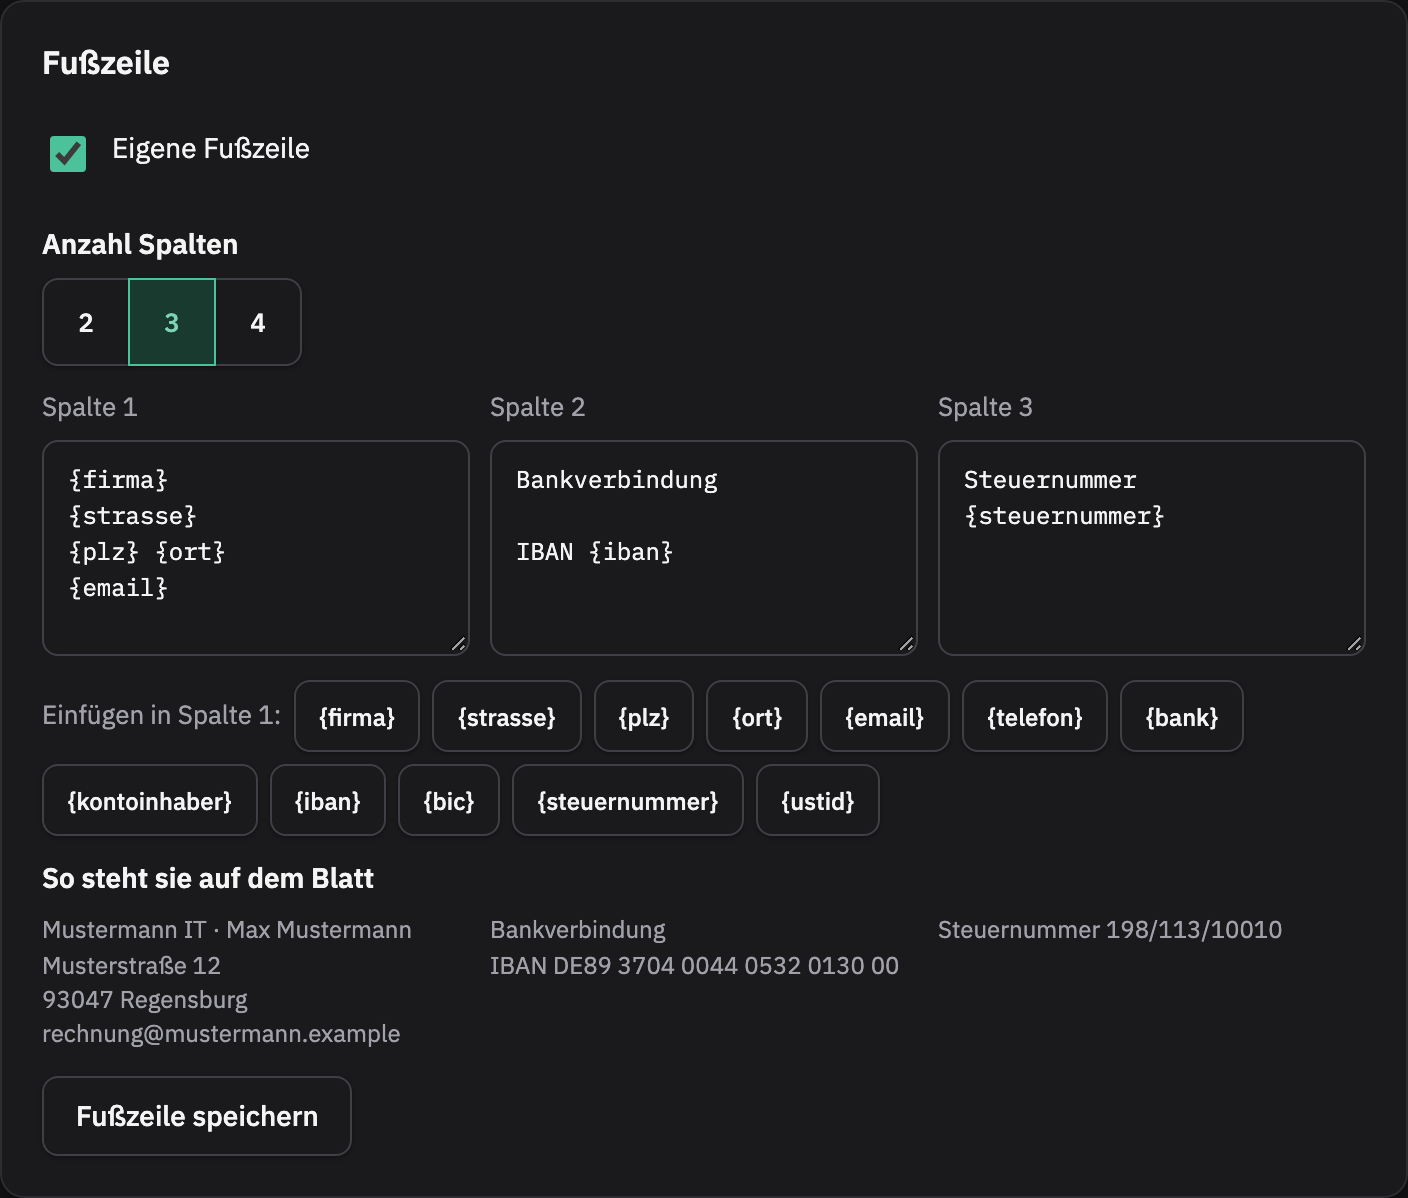 Fußzeile
Eigene Fußzeile
Anzahl Spalten
2 3 4
Spalte 1
{firma}
{strasse}
{plz} {ort}
{email}
Spalte 2
Bankverbindung
IBAN {iban}
Spalte 3
Steuernummer
{steuernummer}
Einfügen in Spalte 1: {firma} {strasse} {plz} {ort} {email} {telefon} {bank}
{kontoinhaber} {iban} {bic} {steuernummer} {ustid}
So steht sie auf dem Blatt
Mustermann IT · Max Mustermann
Musterstraße 12
93047 Regensburg
rechnung@mustermann.example
Bankverbindung
IBAN DE89 3704 0044 0532 0130 00
Steuernummer 198/113/10010
Fußzeile speichern